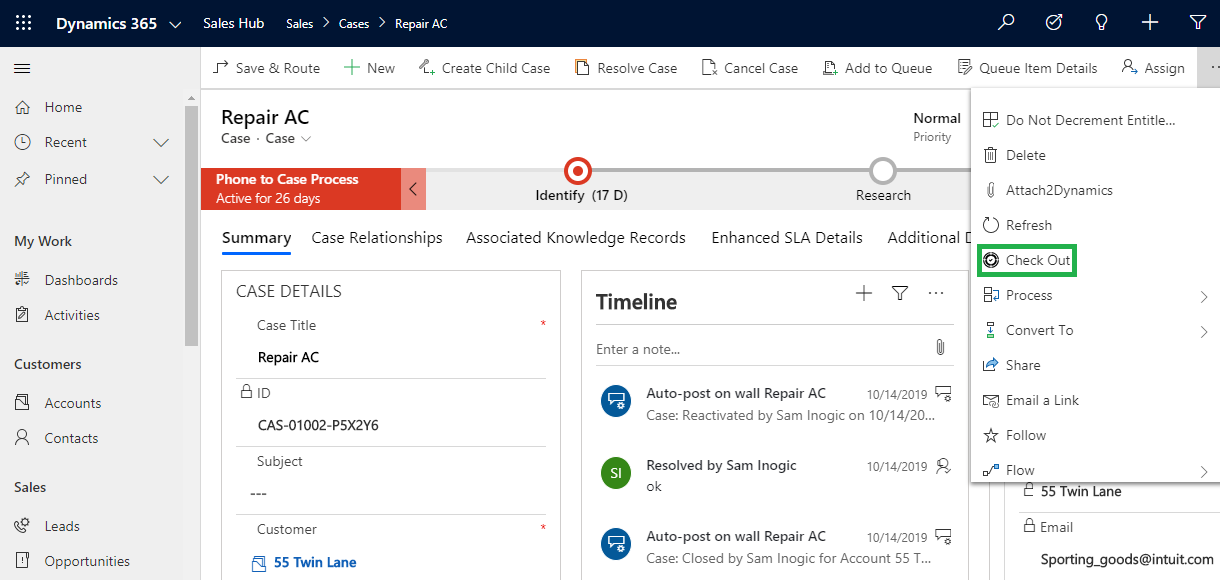 Dynamics 365
Sales Hub
Sales > Cases > Repair AC
Save & Route
New
Create Child Case
Resolve Case
Cancel Case
Add to Queue
Queue Item Details
Assign
Home
Recent
Pinned
My Work
Dashboards
Activities
Customers
Accounts
Contacts
Sales
Leads
Opportunities
Repair AC
Case · Case
Normal
Priority
Phone to Case Process
Active for 26 days
Identify (17 D)
Research
Summary
Case Relationships
Associated Knowledge Records
Enhanced SLA Details
Additional D
CASE DETAILS
Case Title
*
Repair AC
ID
CAS-01002-P5X2Y6
Subject
---
Customer
*
55 Twin Lane
Timeline
Enter a note...
Auto-post on wall Repair AC
10/14/2019
Case: Reactivated by Sam Inogic on 10/14/20...
SI
Resolved by Sam Inogic
10/14/2019
ok
Auto-post on wall Repair AC
10/14/2019
Case: Closed by Sam Inogic for Account 55 T...
Do Not Decrement Entitle...
Delete
Attach2Dynamics
Refresh
Check Out
Process
Convert To
Share
Email a Link
Follow
Flow
55 Twin Lane
Email
Sporting_goods@intuit.com